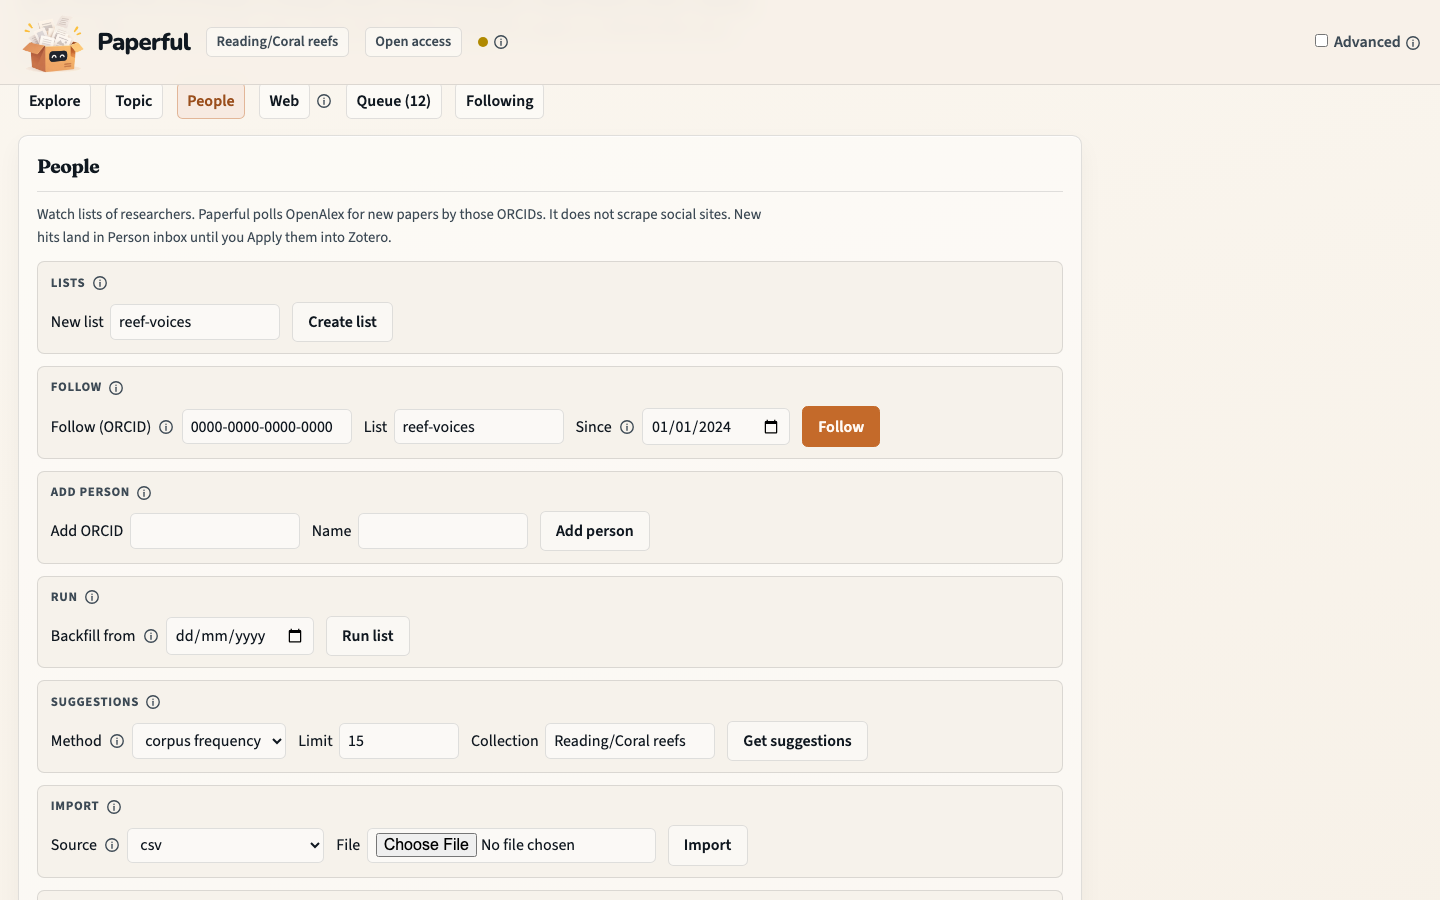 Paperful Reading/Coral reefs Open access Advanced
Explore Topic People Web Queue (12) Following
People
Watch lists of researchers. Paperful polls OpenAlex for new papers by those ORCIDs. It does not scrape social sites. New
hits land in Person inbox until you Apply them into Zotero.
LISTS
New list reef-voices Create list
FOLLOW
Follow (ORCID) 0000-0000-0000-0000 List reef-voices Since 01/01/2024 Follow
ADD PERSON
Add ORCID Name Add person
RUN
Backfill from dd/mm/yyyy Run list
SUGGESTIONS
Method corpus frequency Limit 15 Collection Reading/Coral reefs Get suggestions
IMPORT
Source csv File Choose File No file chosen Import